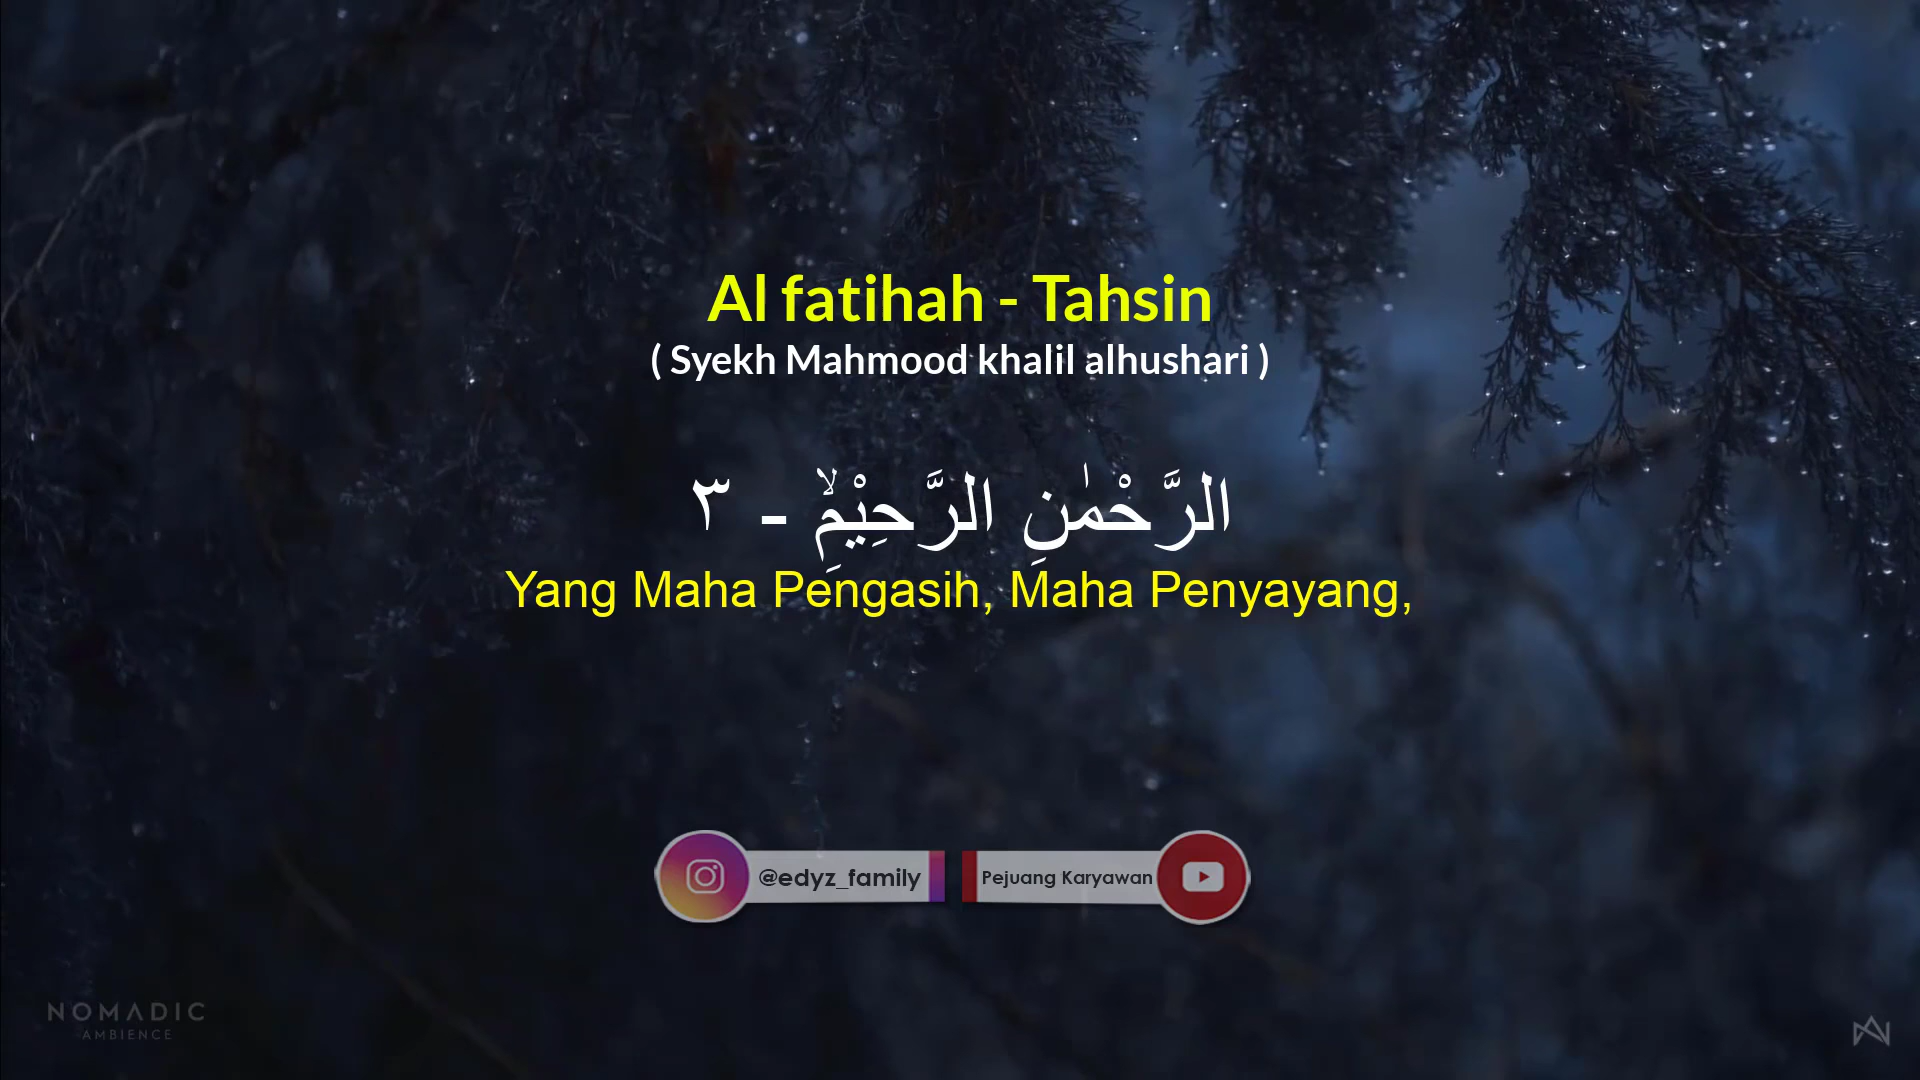 Al fatihah - Tahsin
( Syekh Mahmood khalil alhushari )
الرَّحْمٰنِ الرَّحِيْمِۙ - ٣
Yang Maha Pengasih, Maha Penyayang,
@edyz_family
Pejuang Karyawan
NOMADIC
AMBIENCE